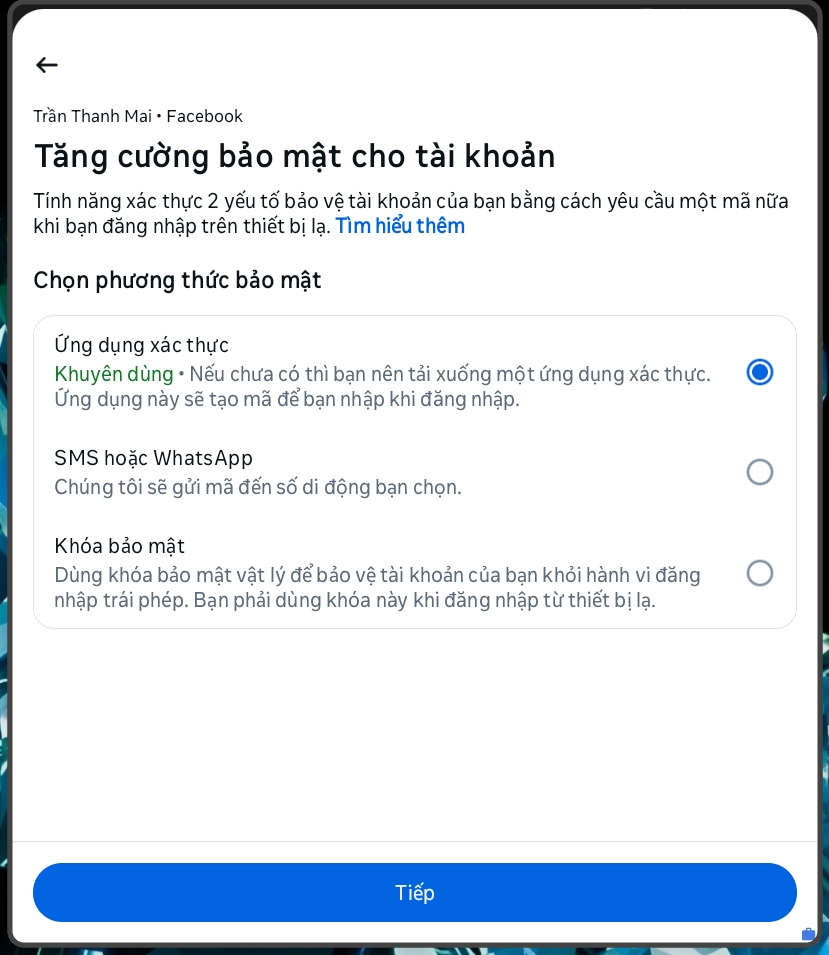 Trần Thanh Mai • Facebook
Tăng cường bảo mật cho tài khoản
Tính năng xác thực 2 yếu tố bảo vệ tài khoản của bạn bằng cách yêu cầu một mã nữa
khi bạn đăng nhập trên thiết bị lạ. Tìm hiểu thêm
Chọn phương thức bảo mật
Ứng dụng xác thực
Khuyên dùng • Nếu chưa có thì bạn nên tải xuống một ứng dụng xác thực.
Ứng dụng này sẽ tạo mã để bạn nhập khi đăng nhập.
SMS hoặc WhatsApp
Chúng tôi sẽ gửi mã đến số di động bạn chọn.
Khóa bảo mật
Dùng khóa bảo mật vật lý để bảo vệ tài khoản của bạn khỏi hành vi đăng
nhập trái phép. Bạn phải dùng khóa này khi đăng nhập từ thiết bị lạ.
Tiếp